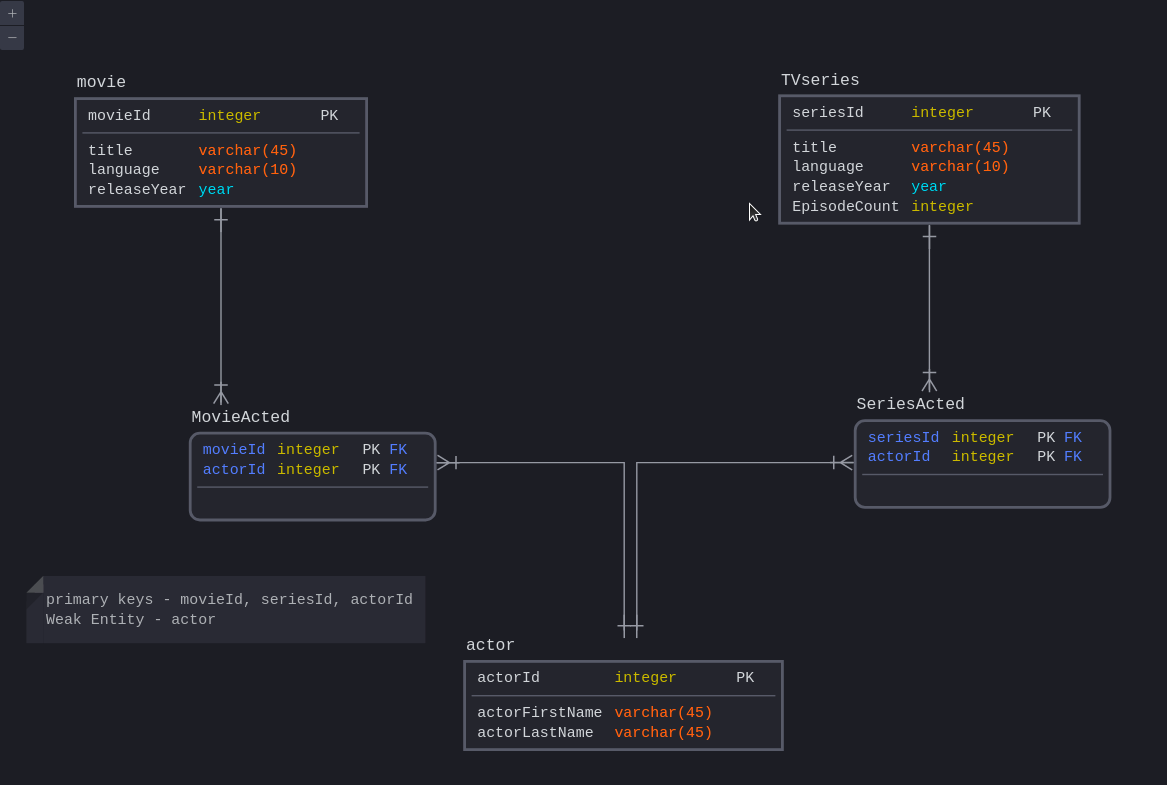 +
−
movie
movieId integer PK
title varchar(45)
language varchar(10)
releaseYear year
TVseries
seriesId integer PK
title varchar(45)
language varchar(10)
releaseYear year
EpisodeCount integer
MovieActed
movieId integer PK FK
actorId integer PK FK
SeriesActed
seriesId integer PK FK
actorId integer PK FK
primary keys - movieId, seriesId, actorId
Weak Entity - actor
actor
actorId integer PK
actorFirstName varchar(45)
actorLastName varchar(45)